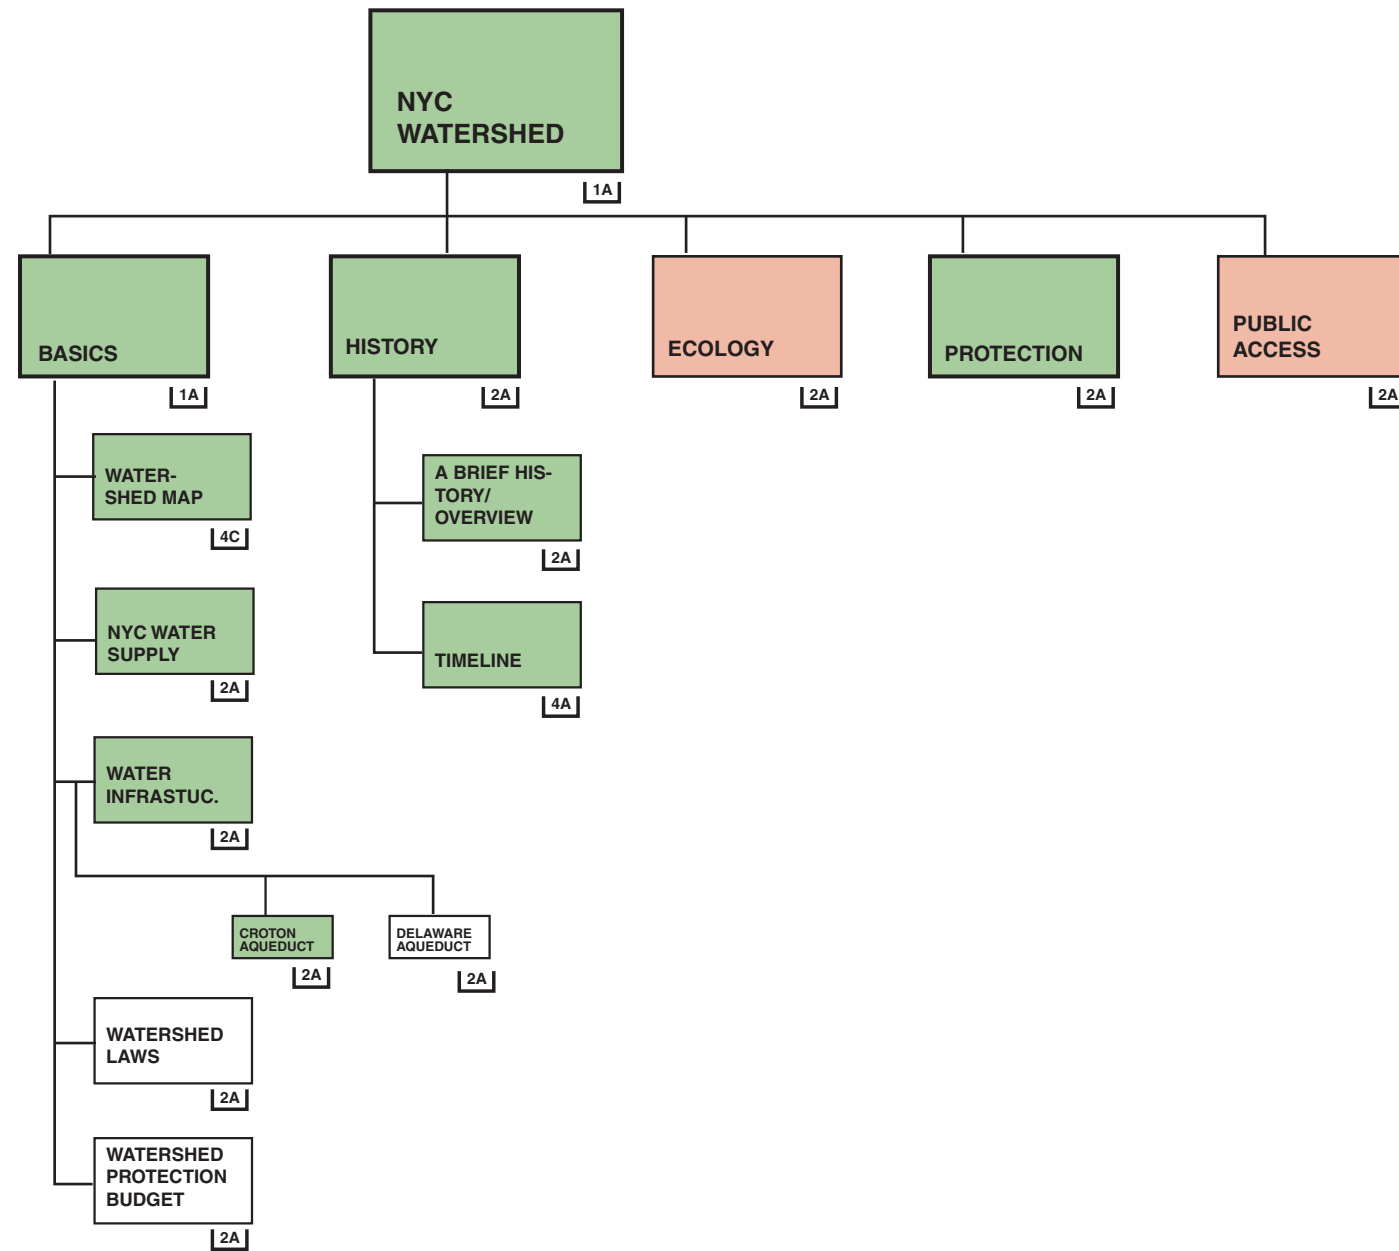 NYC
WATERSHED
1A
BASICS
1A
HISTORY
2A
ECOLOGY
2A
PROTECTION
2A
PUBLIC
ACCESS
2A
WATER-
SHED MAP
4C
NYC WATER
SUPPLY
2A
WATER
INFRASTUC.
2A
CROTON
AQUEDUCT
2A
DELAWARE
AQUEDUCT
2A
WATERSHED
LAWS
2A
WATERSHED
PROTECTION
BUDGET
2A
A BRIEF HIS-
TORY/
OVERVIEW
2A
TIMELINE
4A